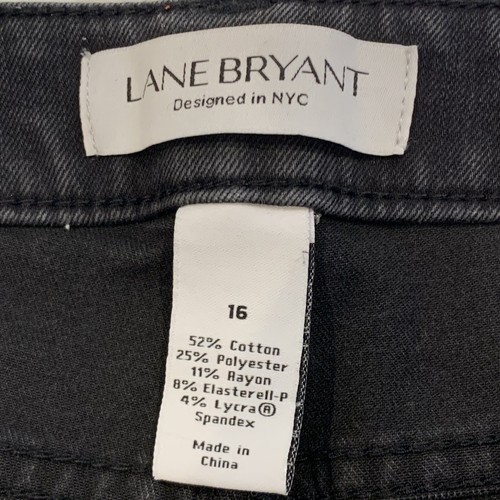 LANE BRYANT
Designed in NYC
16
52% Cotton
25% Polyester
11% Rayon
8% Elasterell-P
4% Lycra®
Spandex
Made in
China